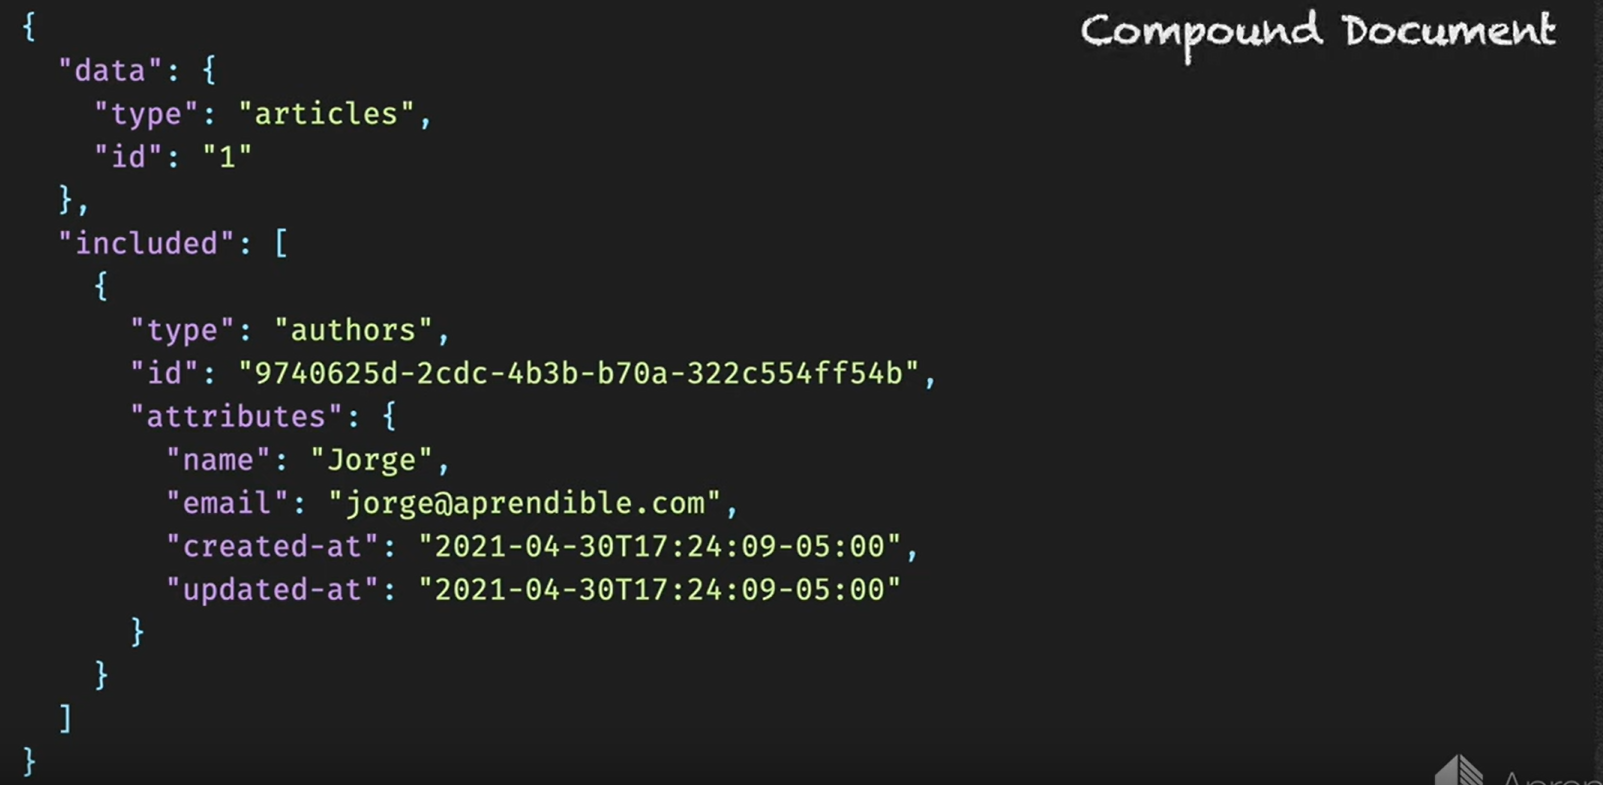 Compound Document
{
  "data": {
    "type": "articles",
    "id": "1"
  },
  "included": [
    {
      "type": "authors",
      "id": "9740625d-2cdc-4b3b-b70a-322c554ff54b",
      "attributes": {
        "name": "Jorge",
        "email": "jorge@aprendible.com",
        "created-at": "2021-04-30T17:24:09-05:00",
        "updated-at": "2021-04-30T17:24:09-05:00"
      }
    }
  ]
}